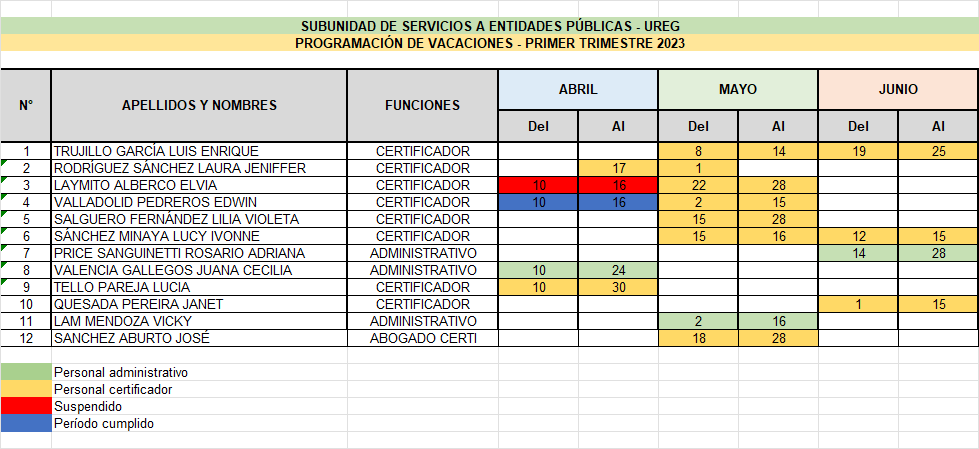 SUBUNIDAD DE SERVICIOS A ENTIDADES PÚBLICAS - UREG
PROGRAMACIÓN DE VACACIONES - PRIMER TRIMESTRE 2023
N° APELLIDOS Y NOMBRES FUNCIONES ABRIL MAYO JUNIO
Del Al Del Al Del Al
1 TRUJILLO GARCÍA LUIS ENRIQUE CERTIFICADOR 8 14 19 25
2 RODRÍGUEZ SÁNCHEZ LAURA JENIFFER CERTIFICADOR 17 1
3 LAYMITO ALBERCO ELVIA CERTIFICADOR 10 16 22 28
4 VALLADOLID PEDREROS EDWIN CERTIFICADOR 10 16 2 15
5 SALGUERO FERNÁNDEZ LILIA VIOLETA CERTIFICADOR 15 28
6 SÁNCHEZ MINAYA LUCY IVONNE CERTIFICADOR 15 16 12 15
7 PRICE SANGUINETTI ROSARIO ADRIANA ADMINISTRATIVO 14 28
8 VALENCIA GALLEGOS JUANA CECILIA ADMINISTRATIVO 10 24
9 TELLO PAREJA LUCIA CERTIFICADOR 10 30
10 QUESADA PEREIRA JANET CERTIFICADOR 1 15
11 LAM MENDOZA VICKY ADMINISTRATIVO 2 16
12 SANCHEZ ABURTO JOSÉ ABOGADO CERTI 18 28
Personal administrativo
Personal certificador
Suspendido
Período cumplido